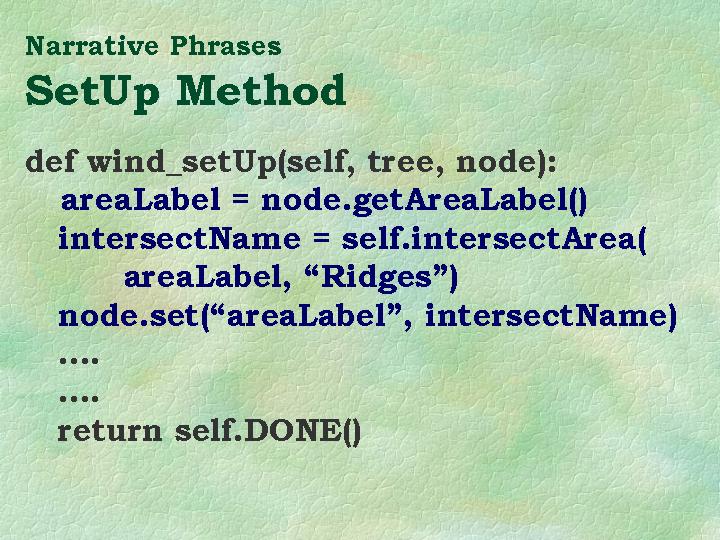 Narrative Phrases
SetUp Method
def wind_setUp(self, tree, node):
areaLabel = node.getAreaLabel()
intersectName = self.intersectArea(
areaLabel, “Ridges”)
node.set(“areaLabel”, intersectName)
....
....
return self.DONE()